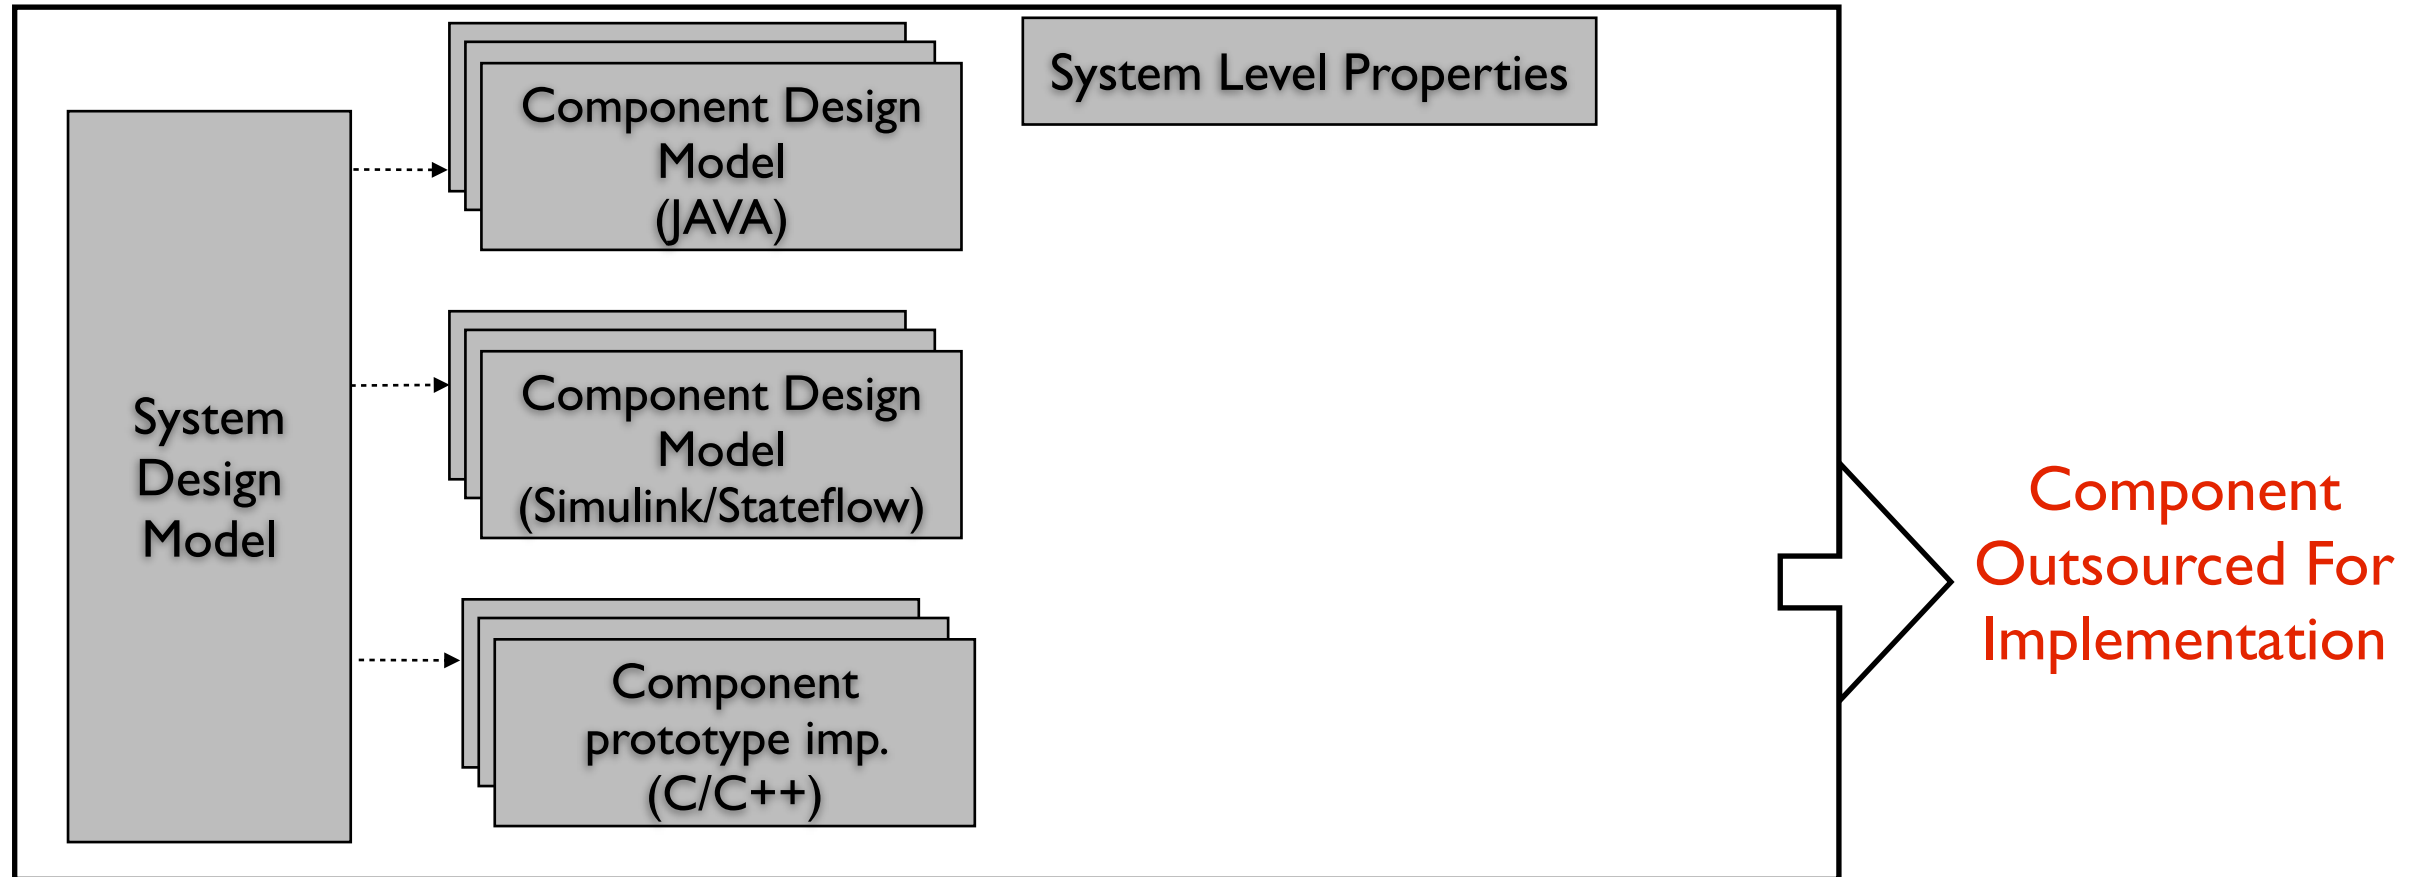 System
Design
Model
Component Design
Model
(JAVA)
Component Design
Model
(Simulink/Stateflow)
Component
prototype imp.
(C/C++)
System Level Properties
Component
Outsourced For
Implementation